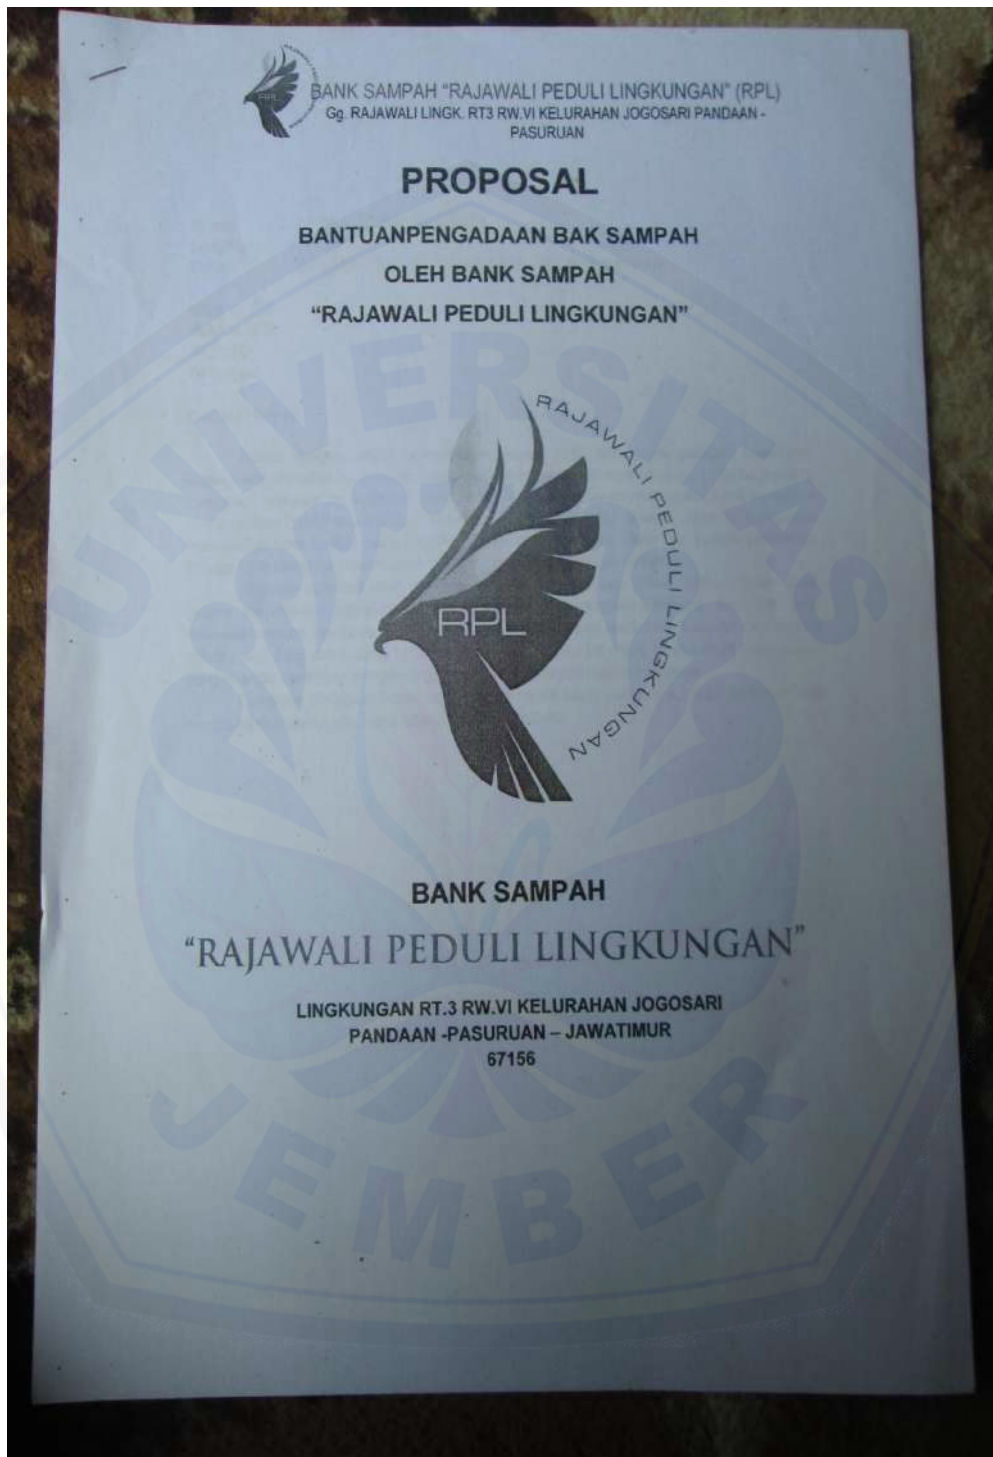 BANK SAMPAH "RAJAWALI PEDULI LINGKUNGAN" (RPL)
Gg. RAJAWALI LINGK. RT3 RW.VI KELURAHAN JOGOSARI PANDAAN -
PASURUAN
RPL
PROPOSAL
BANTUANPENGADAAN BAK SAMPAH
OLEH BANK SAMPAH
“RAJAWALI PEDULI LINGKUNGAN”
UNIVERSITAS
RAJAWALI PEDULI LINGKUNGAN
RPL
BANK SAMPAH
“RAJAWALI PEDULI LINGKUNGAN”
LINGKUNGAN RT.3 RW.VI KELURAHAN JOGOSARI
PANDAAN -PASURUAN – JAWATIMUR
67156
JEMBER